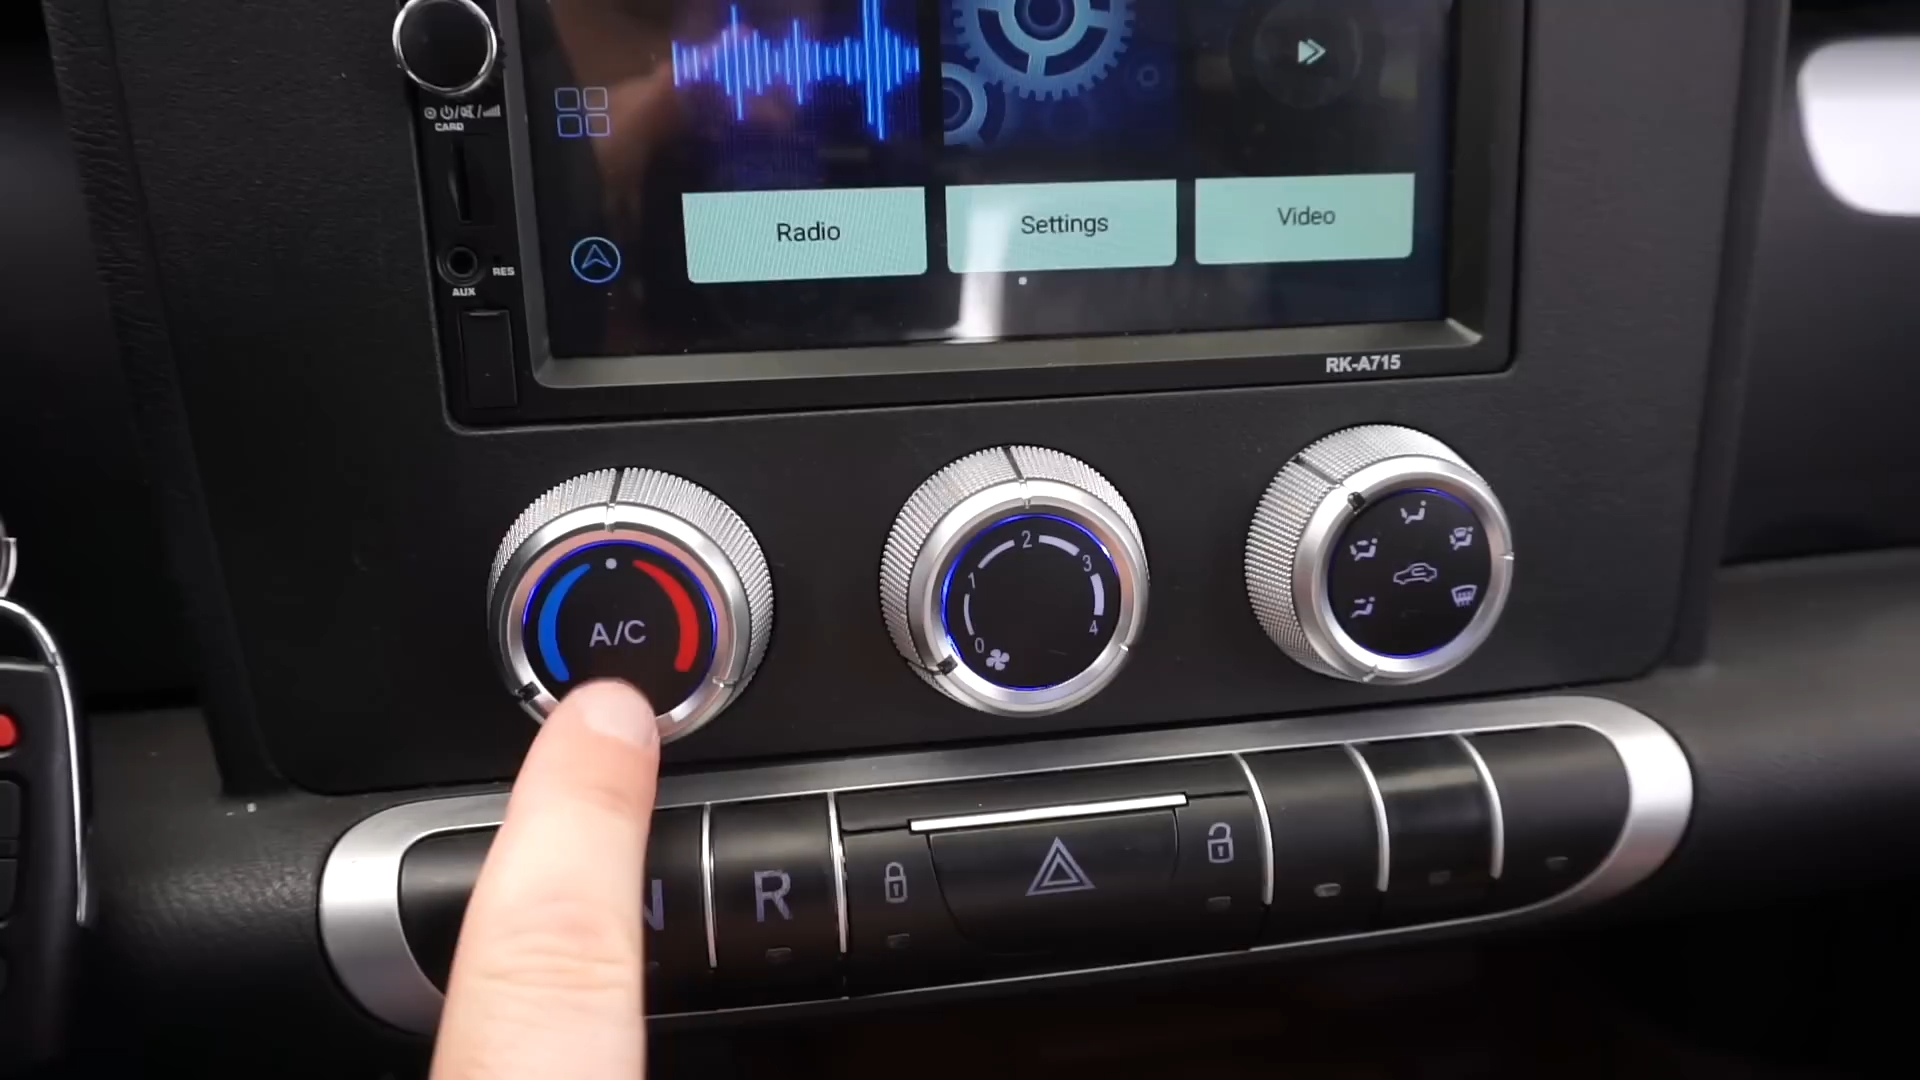 CARD
RES
AUX
Radio
Settings
Video
RK-A715
A/C
0
1
2
3
4
N
R